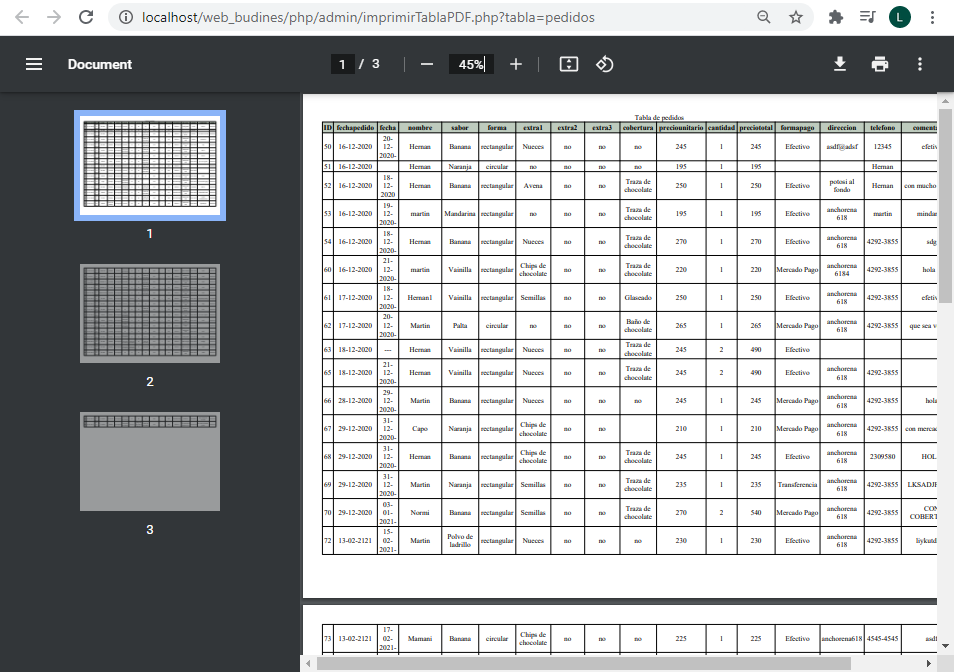 localhost/web_budines/php/admin/imprimirTablaPDF.php?tabla=pedidos
L
Document
1 / 3
45%
1
2
3
Tabla de pedidos
ID fechapedido fecha nombre sabor forma extra1 extra2 extra3 cobertura preciounitario cantidad preciototal formapago direccion telefono comenta
50 16-12-2020 20-12-2020- Hernan Banana rectangular Nueces no no no 245 1 245 Efectivo asdf@adsf 12345 efetiv
51 16-12-2020 Hernan Naranja circular no no no no 195 1 195 Hernan
52 16-12-2020 18-12-2020 Hernan Banana rectangular Avena no no Traza de chocolate 250 1 250 Efectivo potosi al fondo Hernan con mucho
53 16-12-2020 19-12-2020- martin Mandarina rectangular no no no Traza de chocolate 195 1 195 Efectivo anchorena 618 martin mindan
54 16-12-2020 18-12-2020- Hernan Banana rectangular Nueces no no Traza de chocolate 270 1 270 Efectivo anchorena 618 4292-3855 sdg
60 16-12-2020 21-12-2020- martin Vainilla rectangular Chips de chocolate no no Traza de chocolate 220 1 220 Mercado Pago anchorena 6184 4292-3855 hola
61 17-12-2020 18-12-2020- Hernan1 Vainilla rectangular Semillas no no Glaseado 250 1 250 Efectivo anchorena 618 4292-3855 efetiv
62 17-12-2020 20-12-2020- Martin Palta circular no no no Baño de chocolate 265 1 265 Mercado Pago anchorena 618 4292-3855 que sea v
63 18-12-2020 --- Hernan Vainilla rectangular Nueces no no Traza de chocolate 245 2 490 Efectivo
65 18-12-2020 21-12-2020- Hernan Vainilla rectangular Nueces no no Traza de chocolate 245 2 490 Efectivo anchorena 618 4292-3855
66 28-12-2020 29-12-2020- Martin Banana rectangular Nueces no no no 245 1 245 Mercado Pago anchorena 618 4292-3855 hola
67 29-12-2020 31-12-2020- Capo Naranja rectangular Chips de chocolate no no 210 1 210 Mercado Pago anchorena 618 4292-3855 con mercad
68 29-12-2020 31-12-2020- Hernan Banana rectangular Chips de chocolate no no Traza de chocolate 245 1 245 Efectivo anchorena 618 2309580 HOL
69 29-12-2020 31-12-2020- Martin Naranja rectangular Semillas no no Traza de chocolate 235 1 235 Transferencia anchorena 618 4292-3855 LKSADJF
70 29-12-2020 03-01-2021- Normi Banana rectangular Semillas no no Traza de chocolate 270 2 540 Mercado Pago anchorena 618 4292-3855 CON COBERT
72 13-02-2121 15-02-2021- Martin Polvo de ladrillo rectangular Nueces no no no 230 1 230 Efectivo anchorena 618 4292-3855 liykutd
73 13-02-2121 17-02-2021- Mamani Banana circular Chips de chocolate no no no 225 1 225 Efectivo anchorena618 4545-4545 asdf